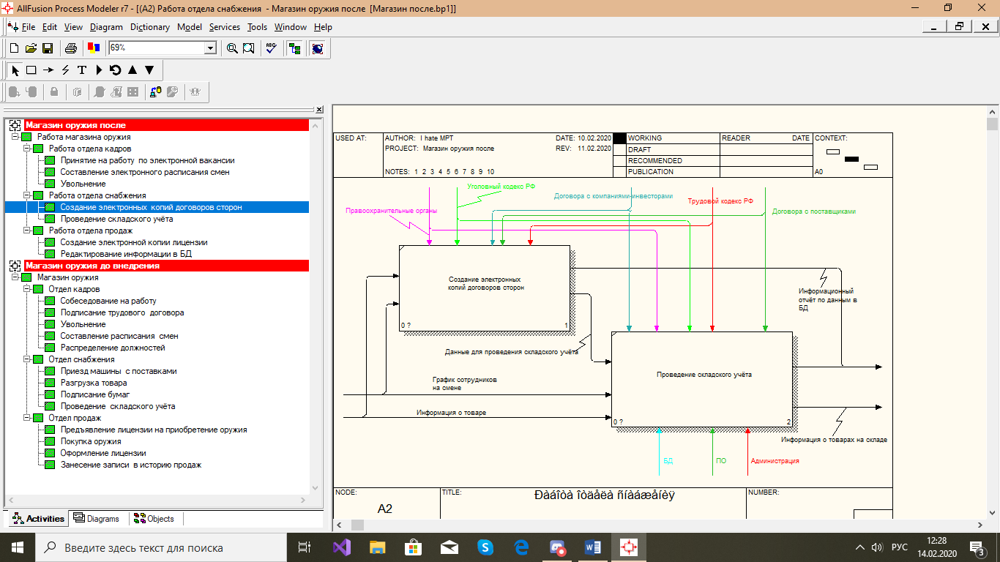 AllFusion Process Modeler r7 - [(A2) Работа отдела снабжения - Магазин оружия после [Магазин после.bp1]]
File Edit View Diagram Dictionary Model Services Tools Window Help
69%
ABC
T
Магазин оружия после
Работа магазина оружия
Работа отдела кадров
Принятие на работу по электронной вакансии
Составление электронного расписания смен
Увольнение
Работа отдела снабжения
Создание электронных копий договоров сторон
Проведение складского учёта
Работа отдела продаж
Создание электронной копии лицензии
Редактирование информации в БД
Магазин оружия до внедрения
Магазин оружия
Отдел кадров
Собеседование на работу
Подписание трудового договора
Увольнение
Составление расписания смен
Распределение должностей
Отдел снабжения
Приезд машины с поставками
Разгрузка товара
Подписание бумаг
Проведение складского учёта
Отдел продаж
Предъявление лицензии на приобретение оружия
Покупка оружия
Оформление лицензии
Занесение записи в историю продаж
Activities Diagrams Objects
USED AT:
AUTHOR: I hate MPT
DATE: 10.02.2020
PROJECT: Магазин оружия после
REV: 11.02.2020
NOTES: 1 2 3 4 5 6 7 8 9 10
WORKING
DRAFT
RECOMMENDED
PUBLICATION
READER DATE
CONTEXT:
A0
Уголовный кодекс РФ
Договора с компаниями-инвесторами
Трудовой кодекс РФ
Правоохранительные органы
Договора с поставщиками
Создание электронных
копий договоров сторон
0 ? 1
Информационный
отчёт по данным в
БД
Данные для проведения складского учёта
График сотрудников
на смене
Информация о товаре
Проведение складского учёта
0 ? 2
Информация о товарах на складе
БД
ПО
Администрация
NODE:
A2
TITLE:
Ðàáîòà îòäåëà ñíàáæåíèÿ
NUMBER:
Введите здесь текст для поиска
РУС
12:28
14.02.2020
3